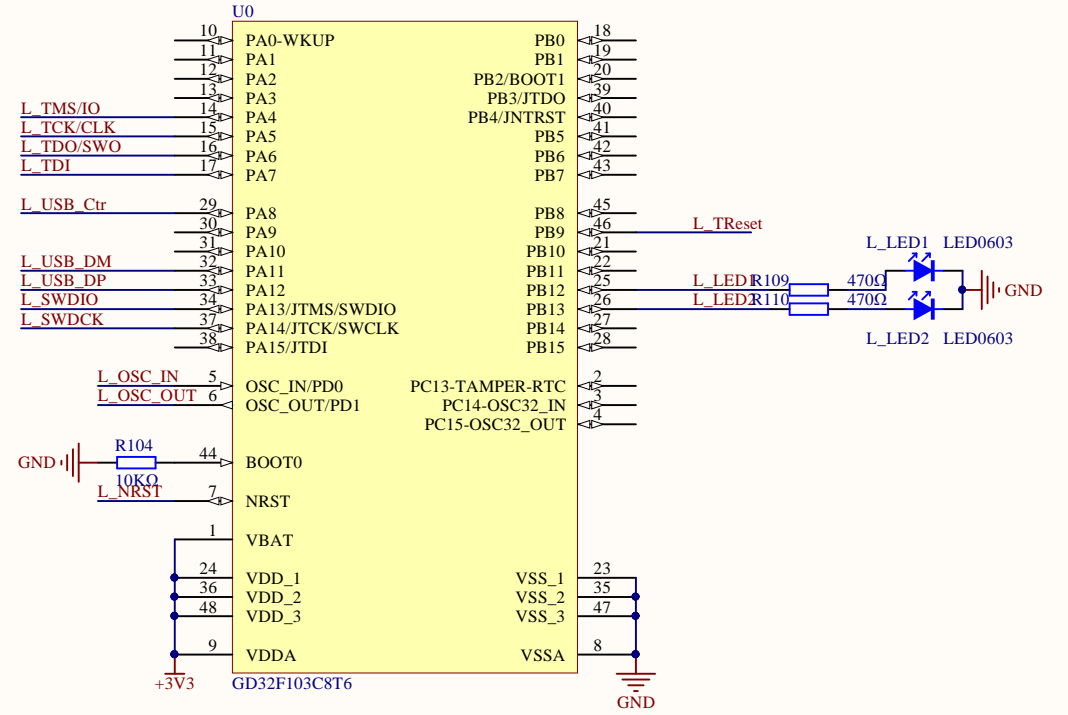 U0
10 PA0-WKUP PB0 18
11 PA1 PB1 19
12 PA2 PB2/BOOT1 20
13 PA3 PB3/JTDO 39
L_TMS/IO 14 PA4 PB4/JNTRST 40
L_TCK/CLK 15 PA5 PB5 41
L_TDO/SWO 16 PA6 PB6 42
L_TDI 17 PA7 PB7 43
L_USB_Ctr 29 PA8 PB8 45
30 PA9 PB9 46 L_TReset
31 PA10 PB10 21 L_LED1 LED0603
L_USB_DM 32 PA11 PB11 22
L_USB_DP 33 PA12 PB12 25 L_LED1 R109 470Ω GND
L_SWDIO 34 PA13/JTMS/SWDIO PB13 26 L_LED2 R110 470Ω
L_SWDCK 37 PA14/JTCK/SWCLK PB14 27
38 PA15/JTDI PB15 28 L_LED2 LED0603
L_OSC_IN 5 OSC_IN/PD0 PC13-TAMPER-RTC 2
L_OSC_OUT 6 OSC_OUT/PD1 PC14-OSC32_IN 3
PC15-OSC32_OUT 4
R104
GND 44 BOOT0
10KΩ
L_NRST 7 NRST
1 VBAT
24 VDD_1 VSS_1 23
36 VDD_2 VSS_2 35
48 VDD_3 VSS_3 47
9 VDDA VSSA 8
+3V3 GD32F103C8T6
GND